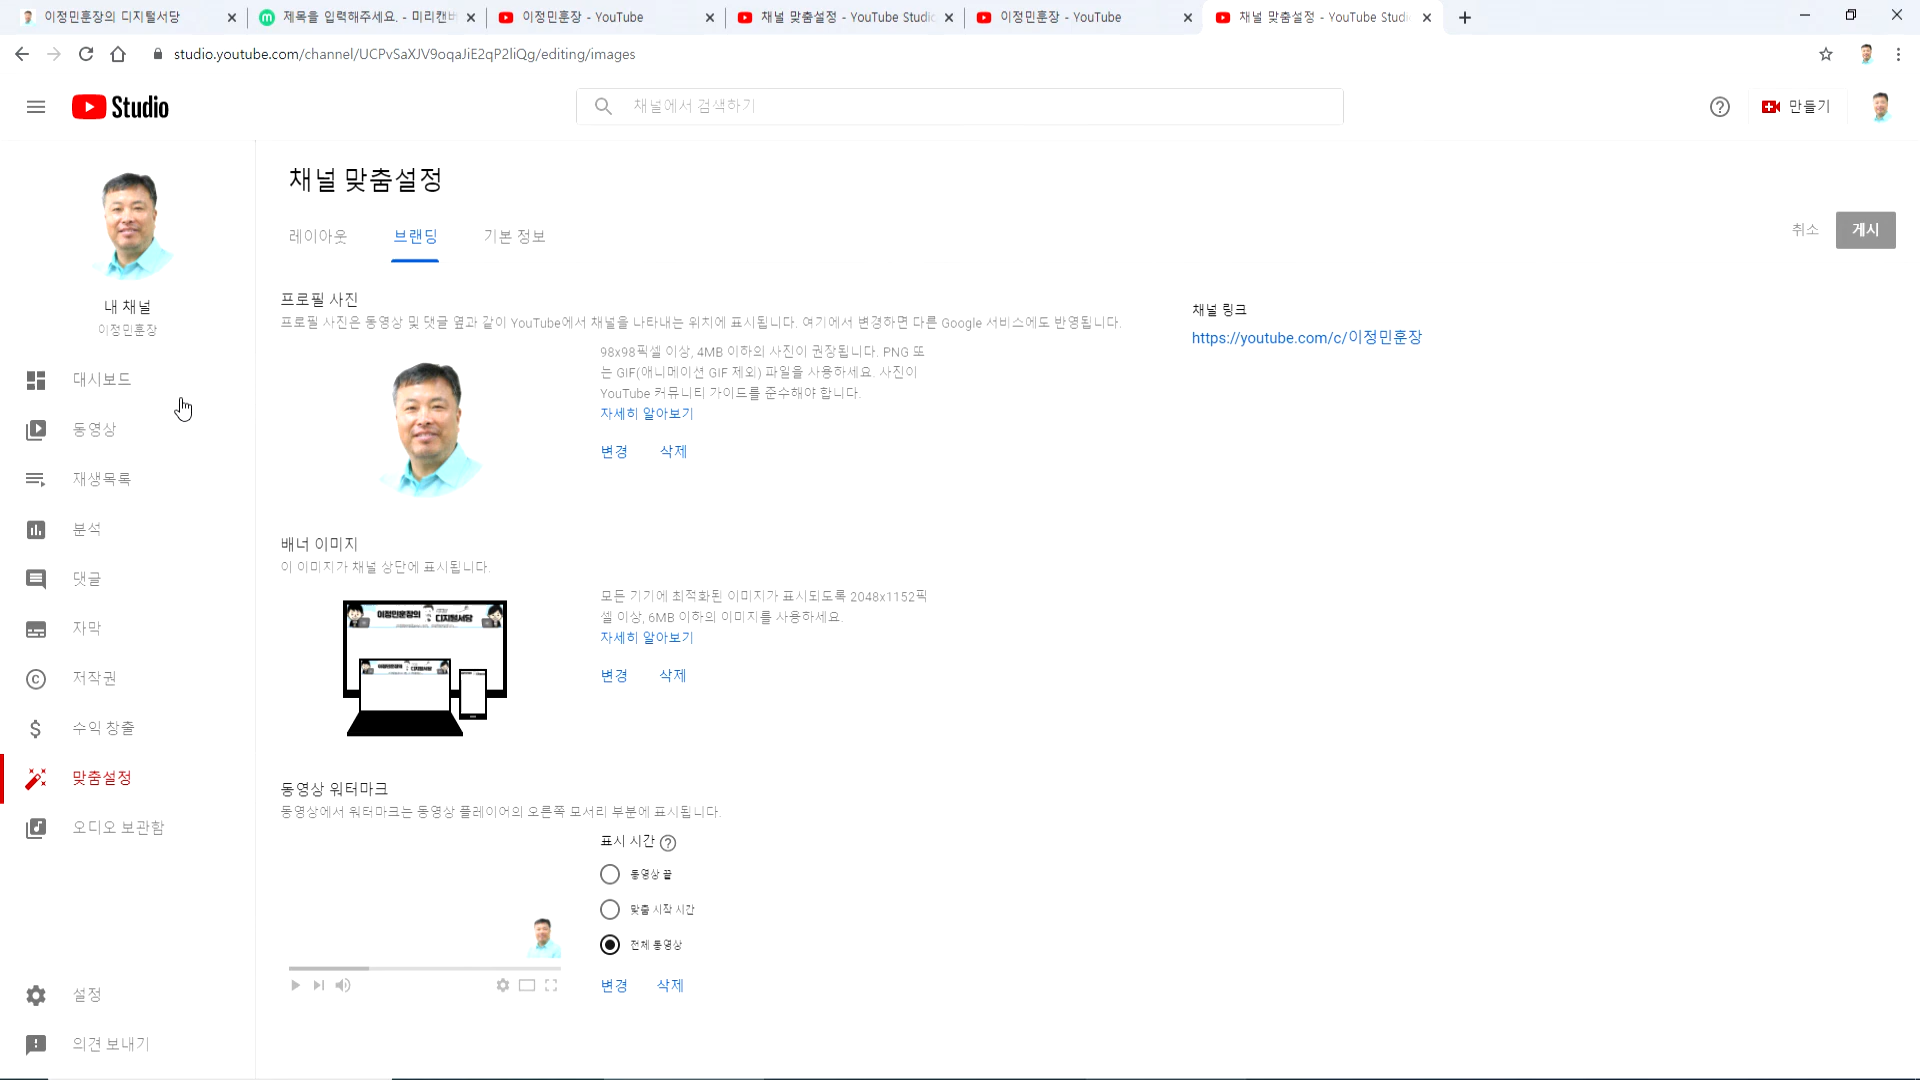 이정민훈장의 디지털서당
제목을 입력해주세요. - 미리캔버
이정민훈장 - YouTube
채널 맞춤설정 - YouTube Studio
이정민훈장 - YouTube
채널 맞춤설정 - YouTube Studi
studio.youtube.com/channel/UCPvSaXJV9oqaJiE2qP2liQg/editing/images
Studio
채널에서 검색하기
만들기
채널 맞춤설정
레이아웃
브랜딩
기본 정보
취소
게시
내 채널
이정민훈장
대시보드
동영상
재생목록
분석
댓글
자막
저작권
수익 창출
맞춤설정
오디오 보관함
설정
의견 보내기
프로필 사진
프로필 사진은 동영상 및 댓글 옆과 같이 YouTube에서 채널을 나타내는 위치에 표시됩니다. 여기에서 변경하면 다른 Google 서비스에도 반영됩니다.
98x98픽셀 이상, 4MB 이하의 사진이 권장됩니다. PNG 또
는 GIF(애니메이션 GIF 제외) 파일을 사용하세요. 사진이
YouTube 커뮤니티 가이드를 준수해야 합니다.
자세히 알아보기
변경
삭제
채널 링크
https://youtube.com/c/이정민훈장
배너 이미지
이 이미지가 채널 상단에 표시됩니다.
이정민훈장의
디지털서당
모든 기기에 최적화된 이미지가 표시되도록 2048x1152픽
셀 이상, 6MB 이하의 이미지를 사용하세요.
자세히 알아보기
변경
삭제
동영상 워터마크
동영상에서 워터마크는 동영상 플레이어의 오른쪽 모서리 부분에 표시됩니다.
표시 시간
동영상 끝
맞춤 시작 시간
전체 동영상
변경
삭제